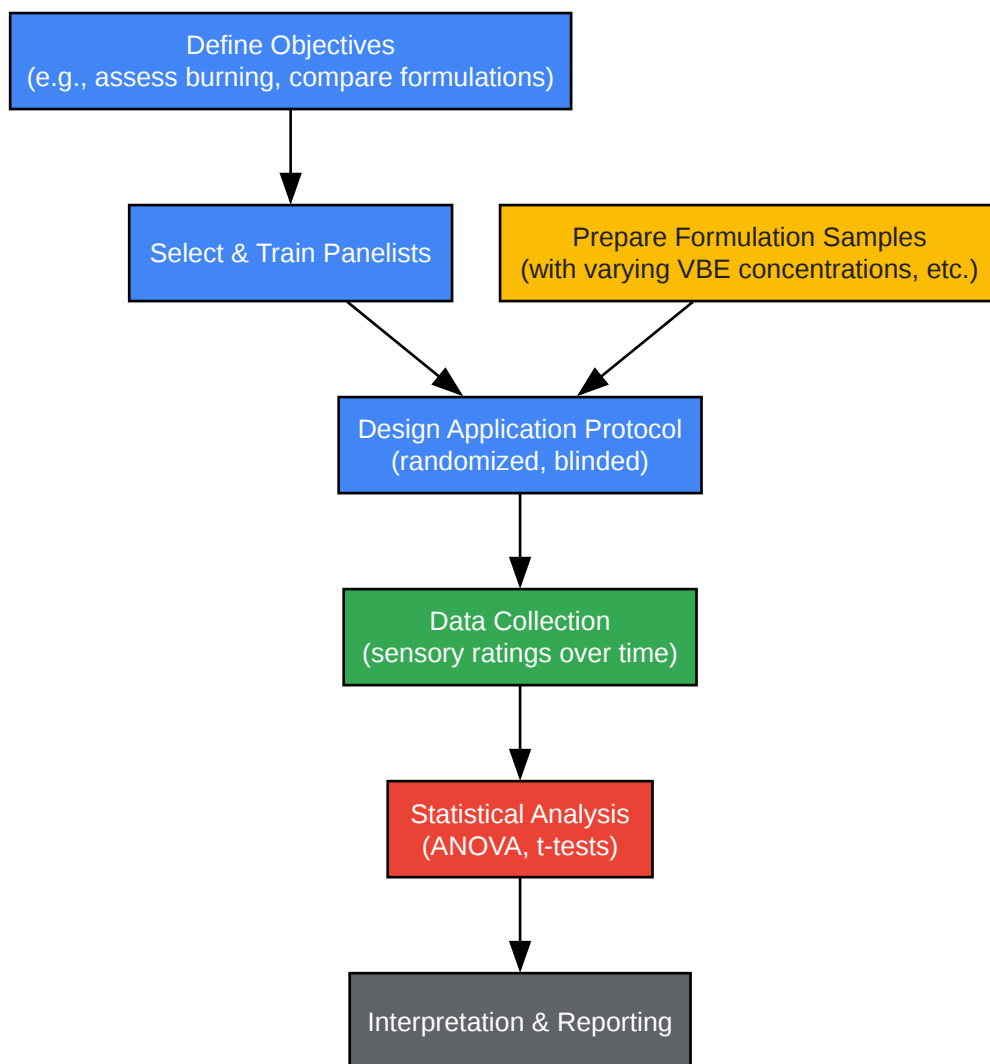 Define Objectives
(e.g., assess burning, compare formulations)
Select & Train Panelists
Prepare Formulation Samples
(with varying VBE concentrations, etc.)
Design Application Protocol
(randomized, blinded)
Data Collection
(sensory ratings over time)
Statistical Analysis
(ANOVA, t-tests)
Interpretation & Reporting